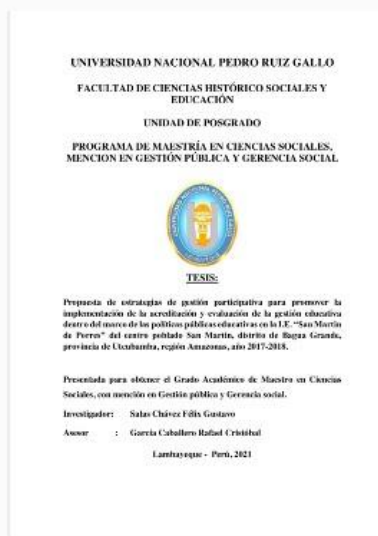 UNIVERSIDAD NACIONAL PEDRO RUIZ GALLO
FACULTAD DE CIENCIAS HISTÓRICO SOCIALES Y
EDUCACIÓN
UNIDAD DE POSGRADO
PROGRAMA DE MAESTRÍA EN CIENCIAS SOCIALES,
MENCION EN GESTIÓN PÚBLICA Y GERENCIA SOCIAL
TESIS:
Propuesta de estrategias de gestión participativa para promover la
implementación de la acreditación y evaluación de la gestión educativa
dentro del marco de las políticas públicas educativas en la I.E. “San Martín
de Porres” del centro poblado San Martín, distrito de Bagua Grande,
provincia de Utcubamba, región Amazonas, año 2017-2018.
Presentada para obtener el Grado Académico de Maestro en Ciencias
Sociales, con mención en Gestión pública y Gerencia social.
Investigador: Salas Chávez Félix Gustavo
Asesor : García Caballero Rafael Cristóbal
Lambayeque - Perú, 2021